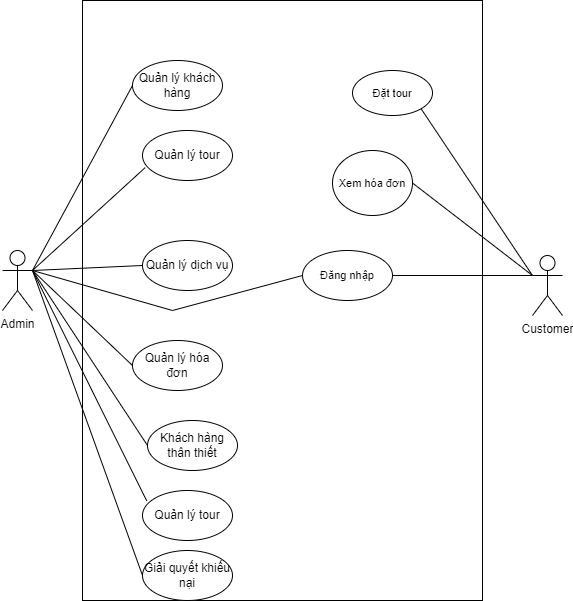 Quản lý khách
hàng
Đặt tour
Quản lý tour
Xem hóa đơn
Quản lý dịch vụ
Đăng nhập
Admin
Customer
Quản lý hóa
đơn
Khách hàng
thân thiết
Quản lý tour
Giải quyết khiếu
nại